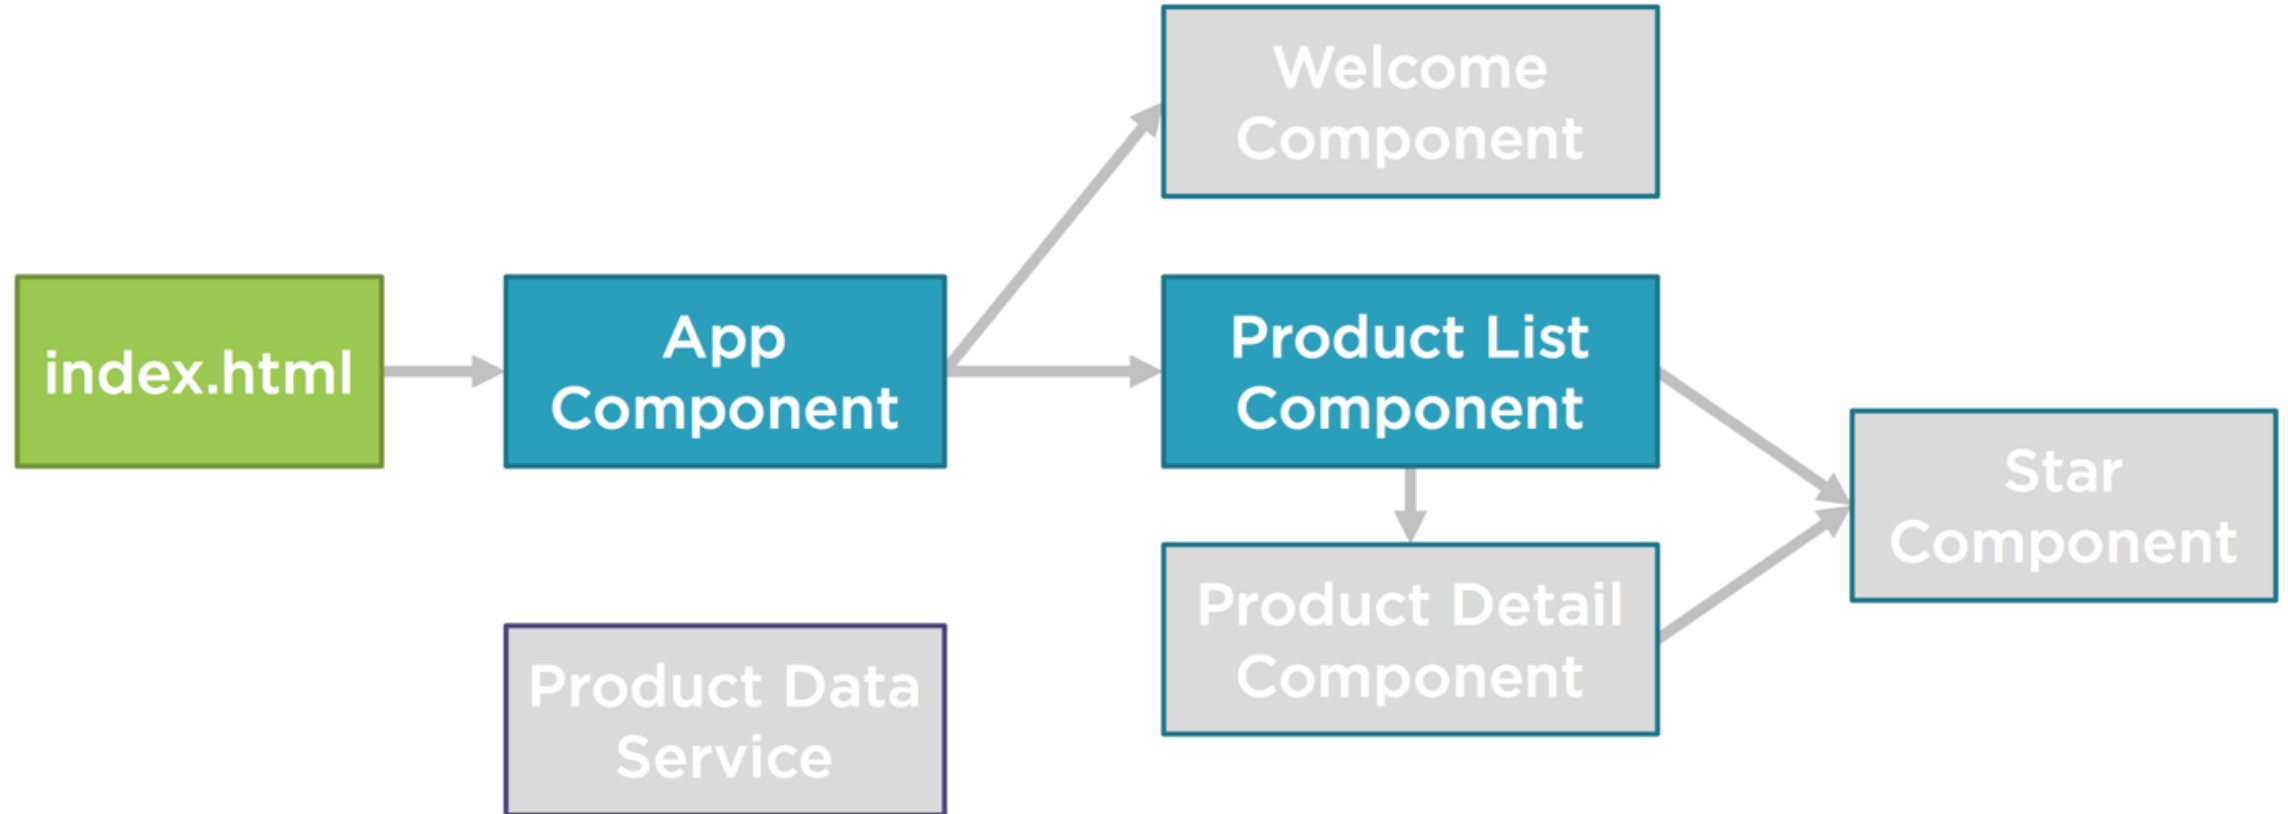 Welcome
Component
index.html
App
Component
Product List
Component
Star
Component
Product Detail
Component
Product Data
Service